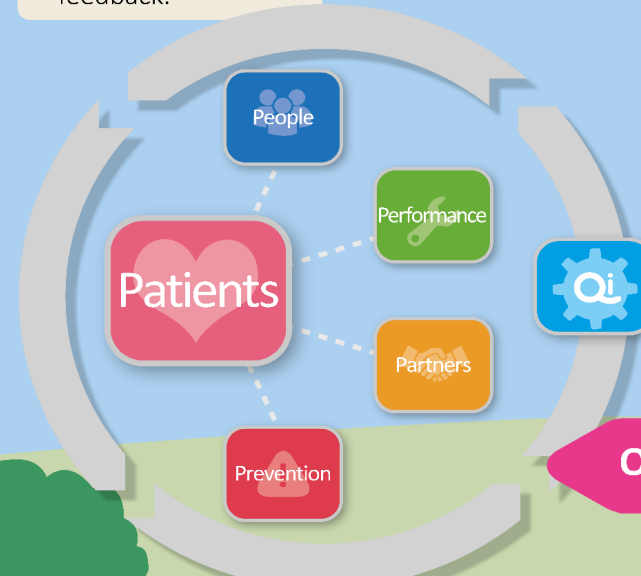 feedback.
People
Performance
Patients
Qi
Partners
Prevention